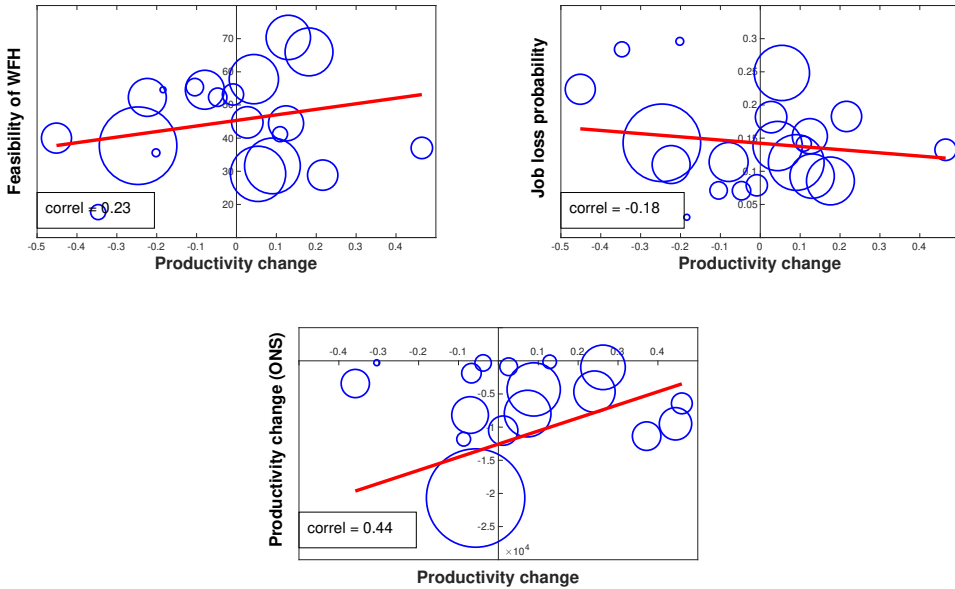 Feasibility of WFH
70
60
50
40
30
20
correl = 0.23
-0.5 -0.4 -0.3 -0.2 -0.1 0 0.1 0.2 0.3 0.4
Productivity change
Job loss probability
0.3
0.25
0.2
0.15
0.1
0.05
correl = -0.18
-0.5 -0.4 -0.3 -0.2 -0.1 0 0.1 0.2 0.3 0.4
Productivity change
Productivity change (ONS)
-0.4 -0.3 -0.2 -0.1 0.1 0.2 0.3 0.4
-0.5
-1
-1.5
-2
-2.5
×10⁴
correl = 0.44
Productivity change